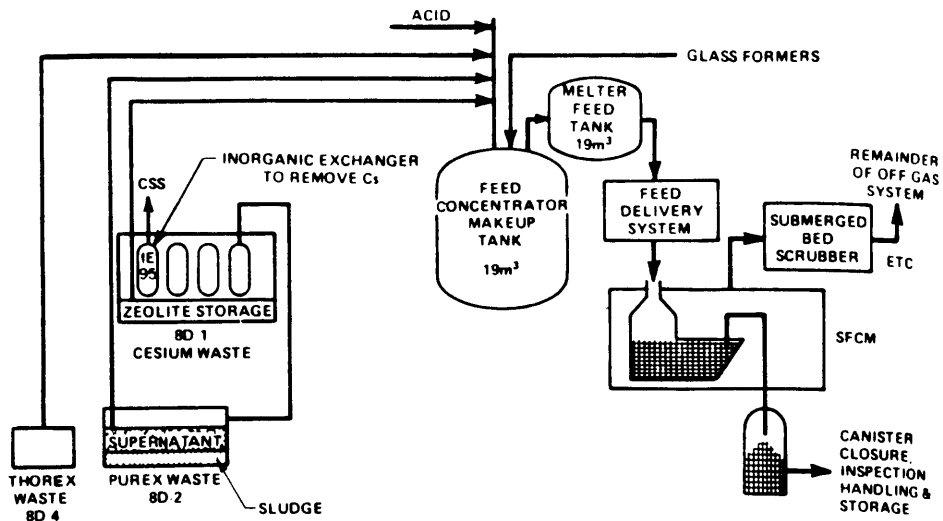 ACID
GLASS FORMERS
MELTER
FEED
TANK
19m³
INORGANIC EXCHANGER
TO REMOVE Cs
CSS
FEED
CONCENTRATOR
MAKEUP
TANK
19m³
FEED
DELIVERY
SYSTEM
REMAINDER
OF OFF GAS
SYSTEM
SUBMERGED
BED
SCRUBBER
ETC
IE
95
ZEOLITE STORAGE
8D 1
CESIUM WASTE
SFCM
SUPERNATANT
PUREX WASTE
8D-2
SLUDGE
THOREX
WASTE
8D 4
CANISTER
CLOSURE,
INSPECTION
HANDLING &
STORAGE